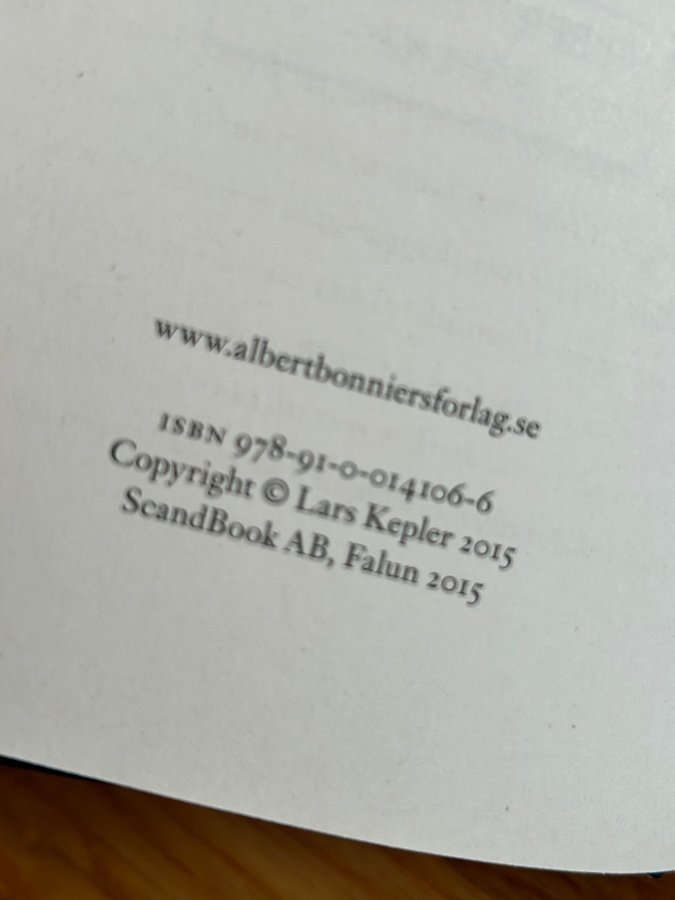 www.albertbonniersforlag.se
ISBN 978-91-0-014106-6
Copyright © Lars Kepler 2015
ScandBook AB, Falun 2015